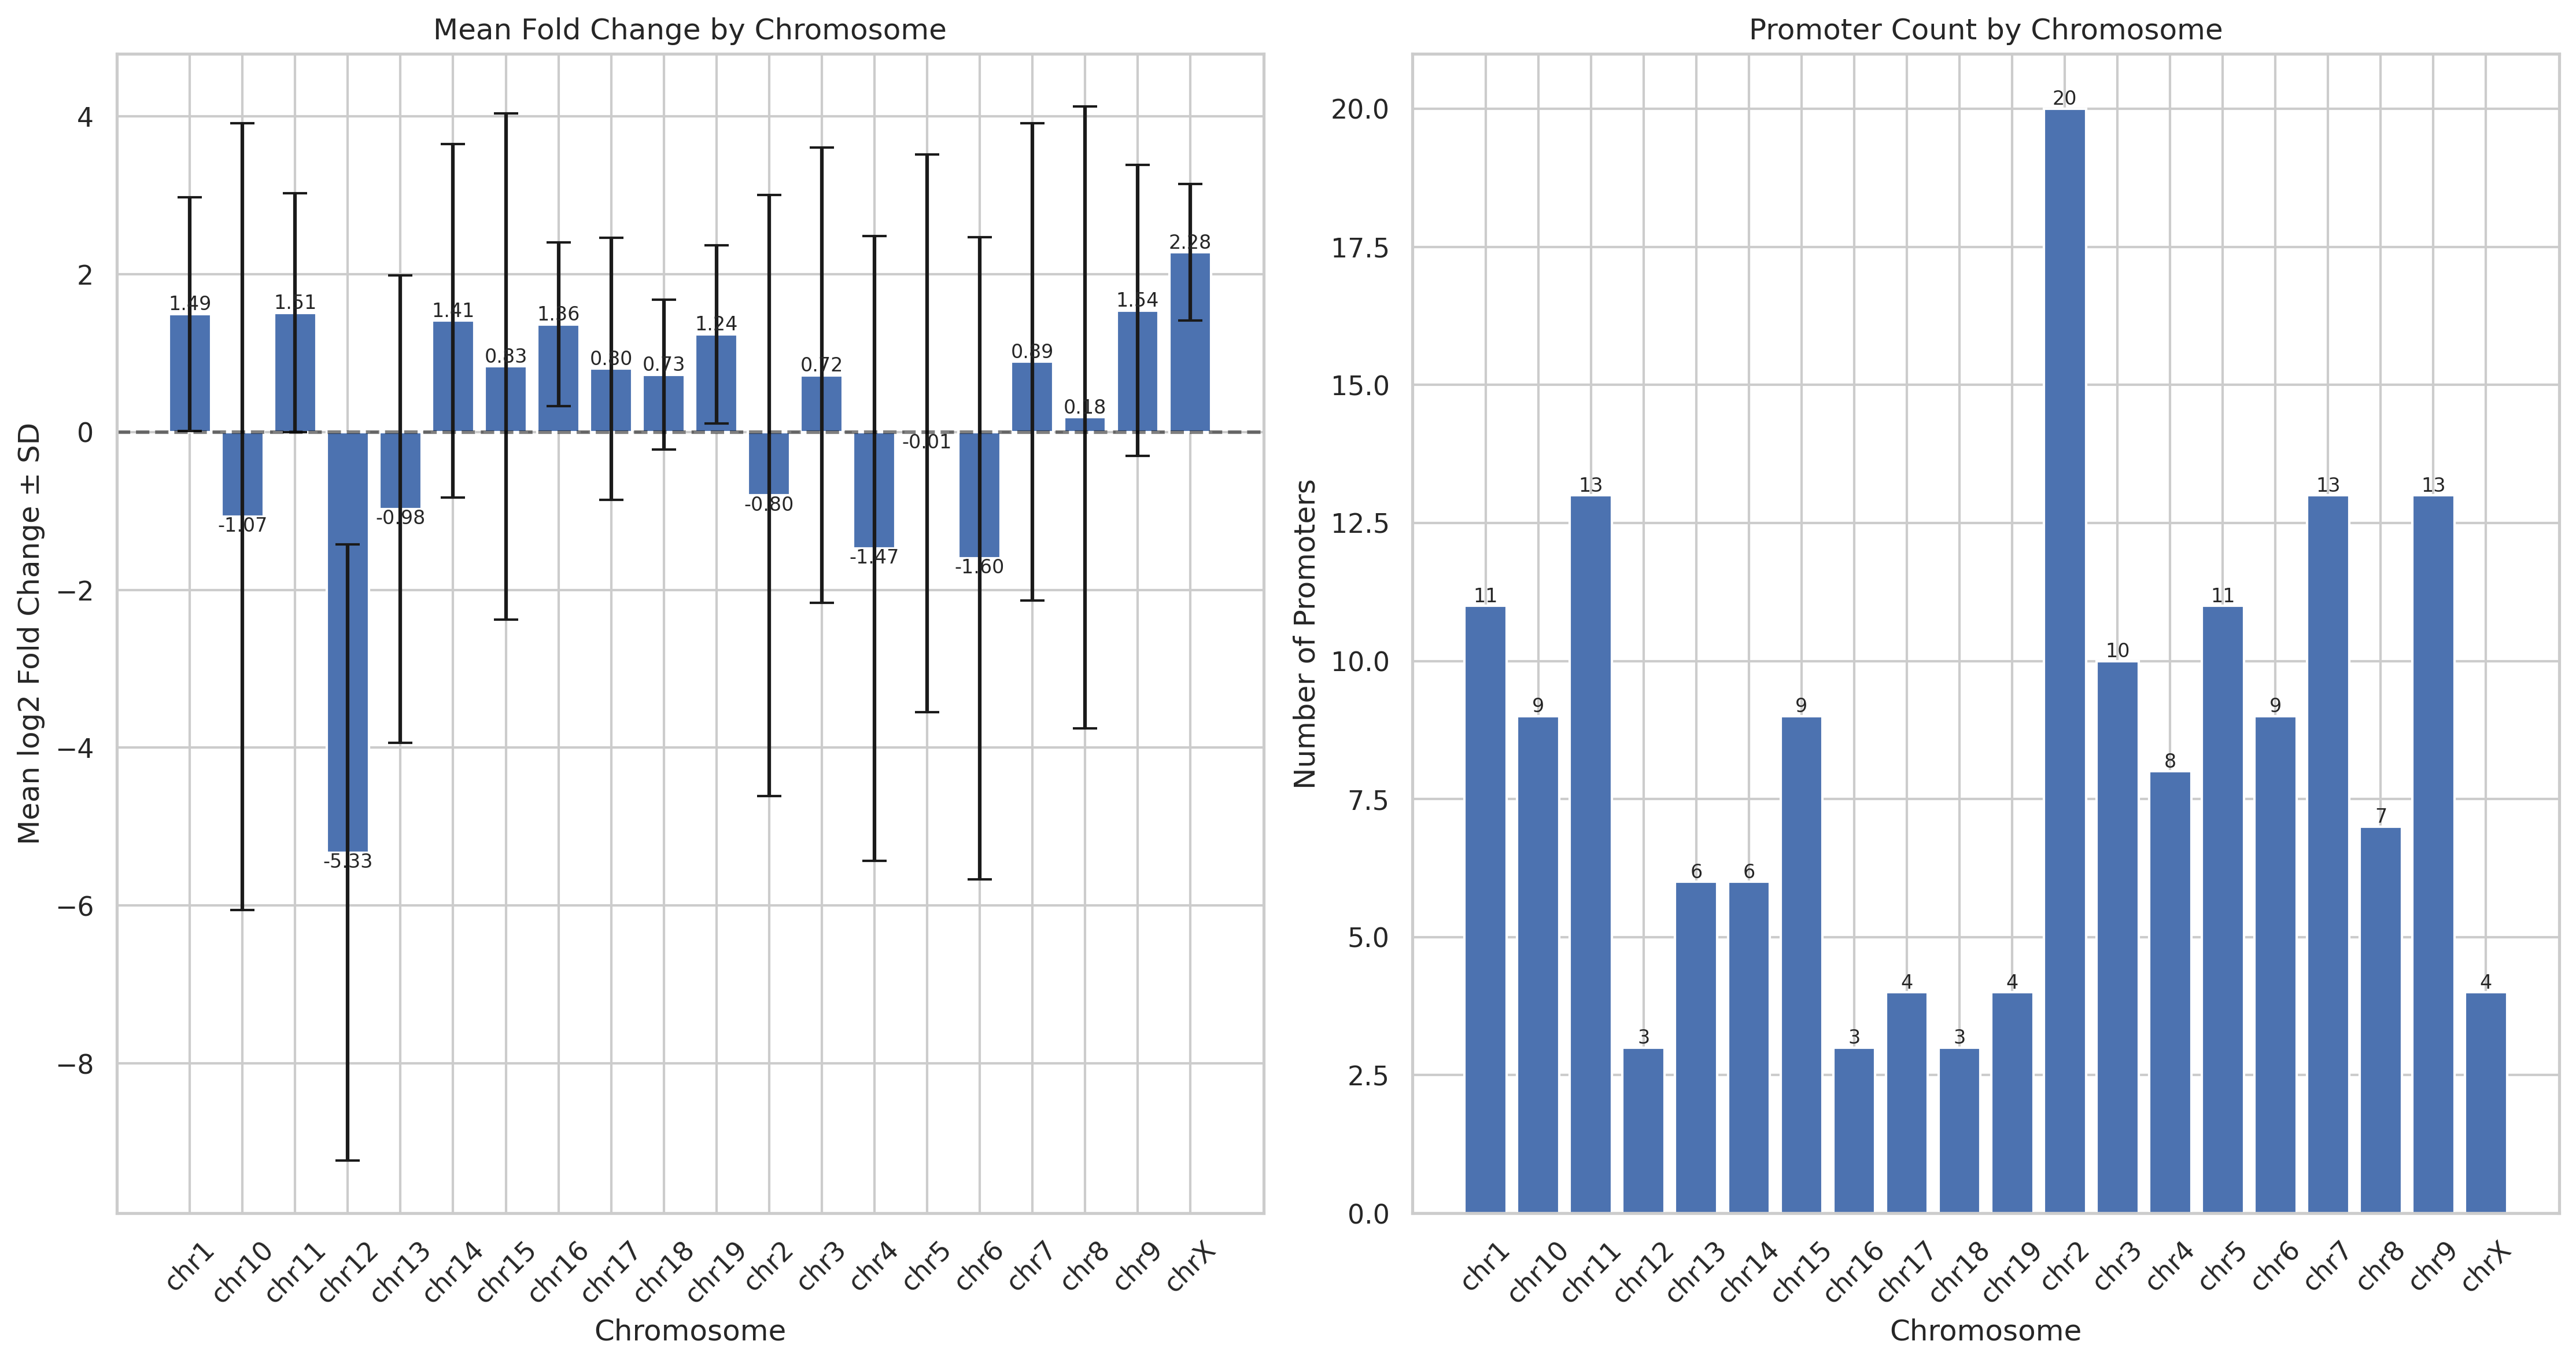 Mean Fold Change by Chromosome
Mean log2 Fold Change ± SD
4
2
0
−2
−4
−6
−8
1.49
-1.07
1.51
-5.33
-0.98
1.41
0.83
1.36
0.80
0.73
1.24
-0.80
0.72
-1.47
-0.01
-1.60
0.89
0.18
1.54
2.28
chr1
chr10
chr11
chr12
chr13
chr14
chr15
chr16
chr17
chr18
chr19
chr2
chr3
chr4
chr5
chr6
chr7
chr8
chr9
chrX
Chromosome
Promoter Count by Chromosome
Number of Promoters
20.0
17.5
15.0
12.5
10.0
7.5
5.0
2.5
0.0
11
9
13
3
6
6
9
3
4
3
4
20
10
8
11
9
13
7
13
4
chr1
chr10
chr11
chr12
chr13
chr14
chr15
chr16
chr17
chr18
chr19
chr2
chr3
chr4
chr5
chr6
chr7
chr8
chr9
chrX
Chromosome